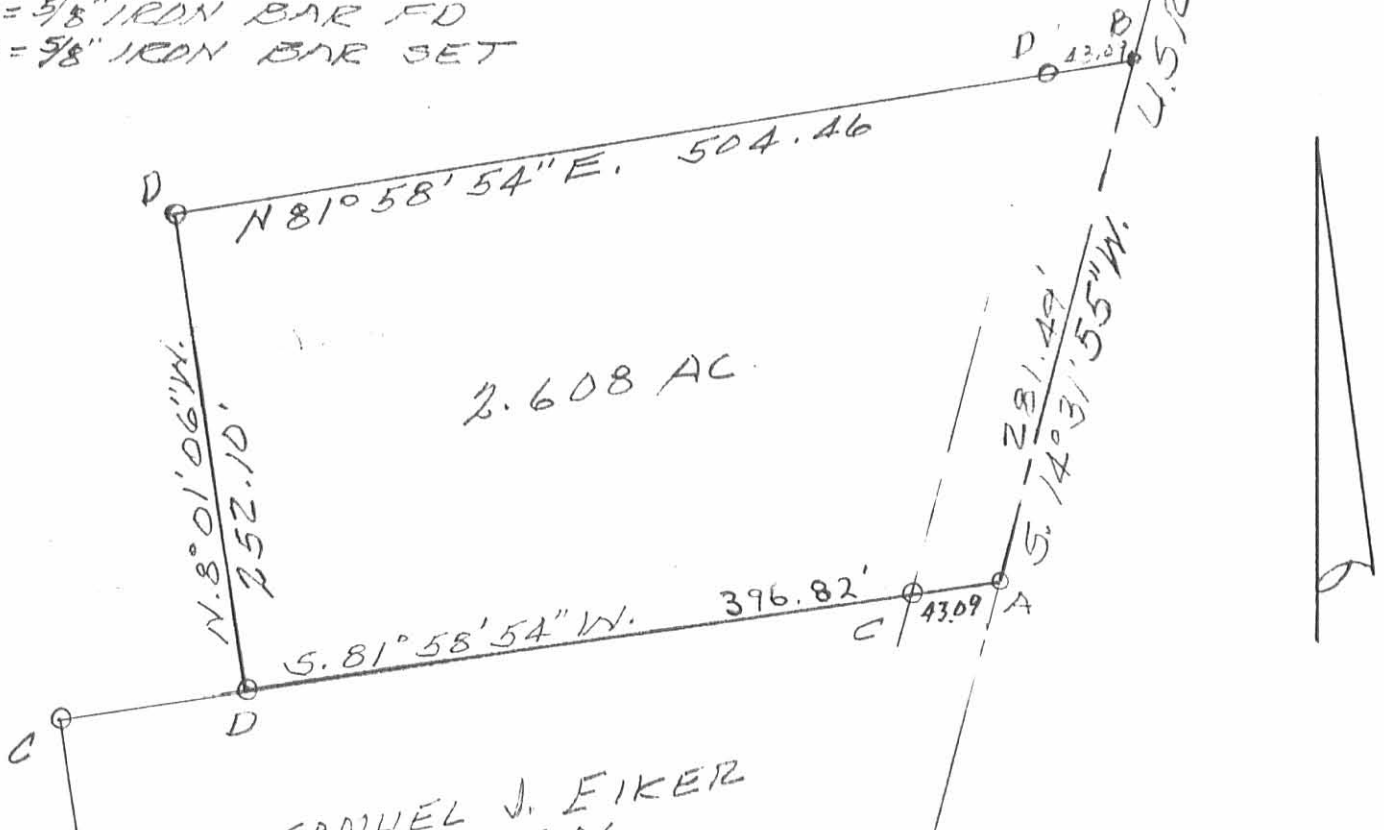 = 5/8" IRON BAR FD
= 5/8" IRON BAR SET
B
D
43.09
U.S.
D
N 81° 58' 54" E. 504.46
281.49'
S. 14° 31' 55" W.
2.608 AC.
N. 8° 01' 06" W.
252.10'
396.82'
S. 81° 58' 54" W.
43.09
A
C
D
C
J. EIKER